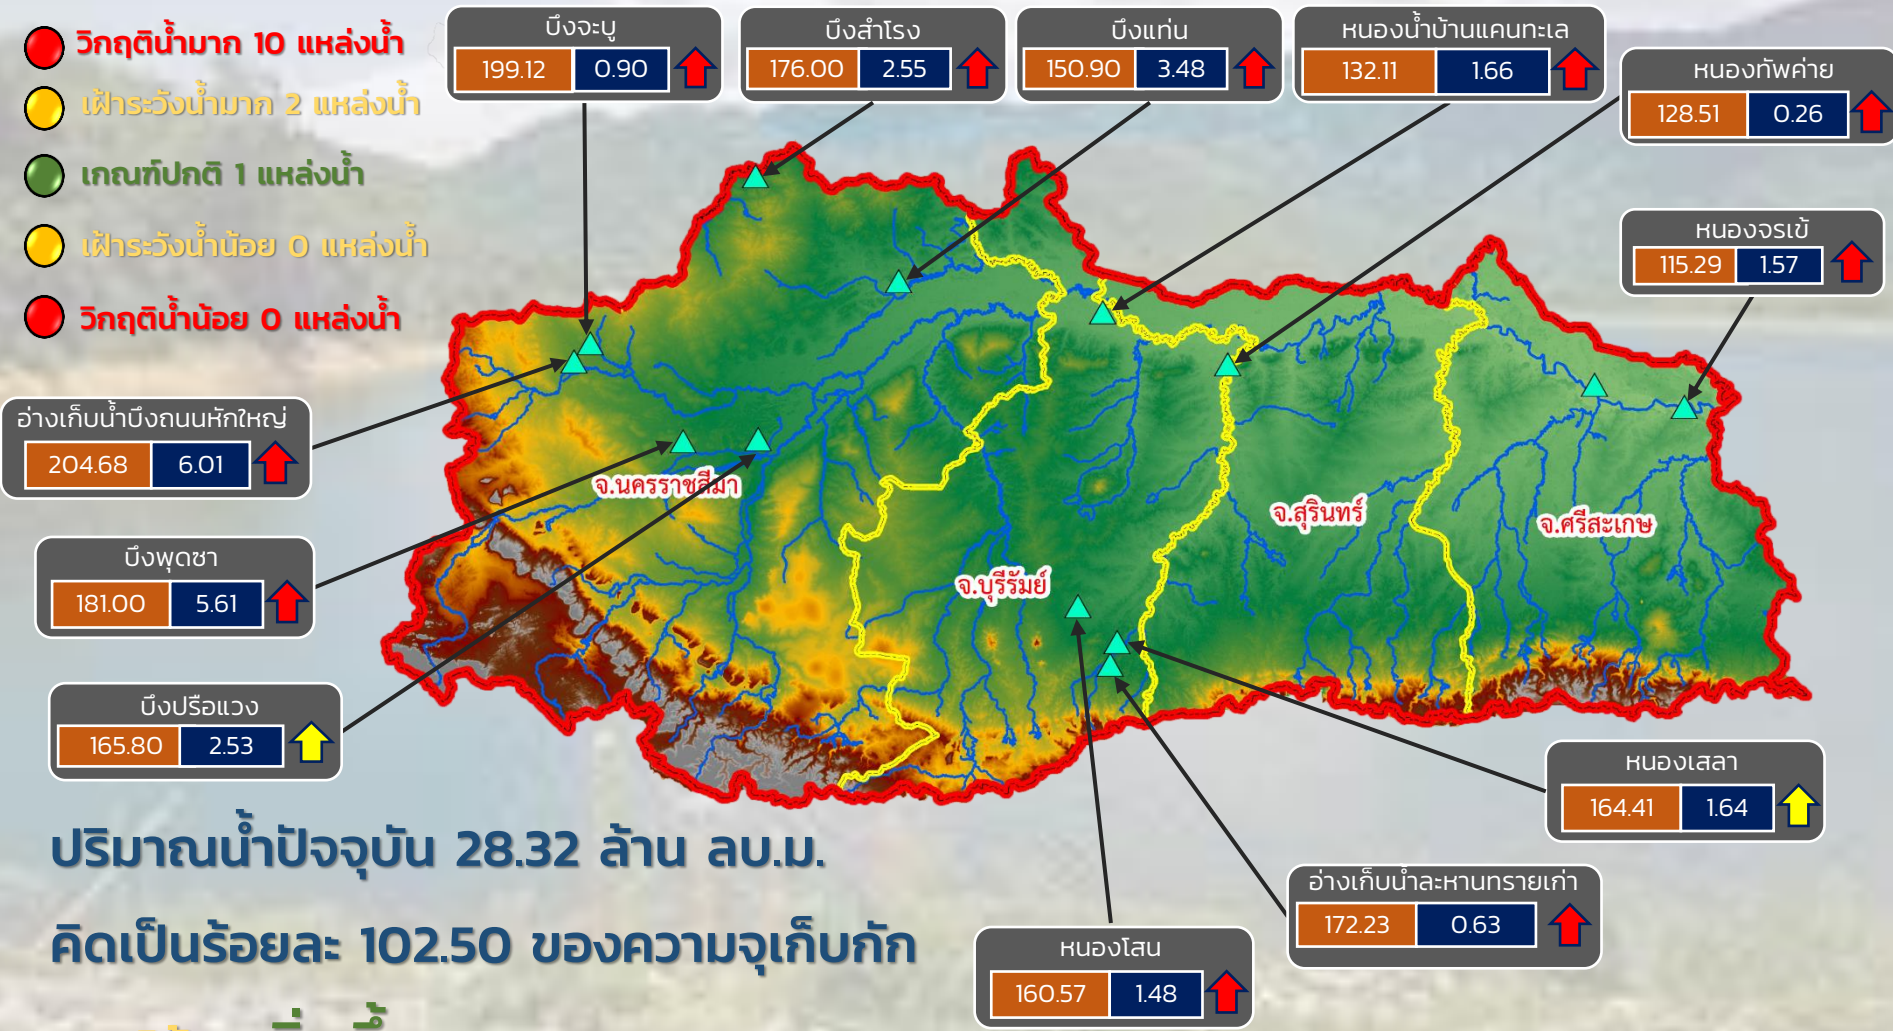 วิกฤติน้ำมาก 10 แหล่งน้ำ
เฝ้าระวังน้ำมาก 2 แหล่งน้ำ
เกณฑ์ปกติ 1 แหล่งน้ำ
เฝ้าระวังน้ำน้อย 0 แหล่งน้ำ
วิกฤติน้ำน้อย 0 แหล่งน้ำ
บึงจะบู
199.12 0.90
บึงสำโรง
176.00 2.55
บึงแท่น
150.90 3.48
หนองน้ำบ้านแคนทะเล
132.11 1.66
หนองทัพค่าย
128.51 0.26
หนองจรเข้
115.29 1.57
อ่างเก็บน้ำบึงถนนหักใหญ่
204.68 6.01
บึงพุดซา
181.00 5.61
บึงปรือแวง
165.80 2.53
จ.นครราชสีมา
จ.บุรีรัมย์
จ.สุรินทร์
จ.ศรีสะเกษ
หนองเสลา
164.41 1.64
อ่างเก็บน้ำละหานทรายเก่า
172.23 0.63
หนองโสน
160.57 1.48
ปริมาณน้ำปัจจุบัน 28.32 ล้าน ลบ.ม.
คิดเป็นร้อยละ 102.50 ของความจุเก็บกัก